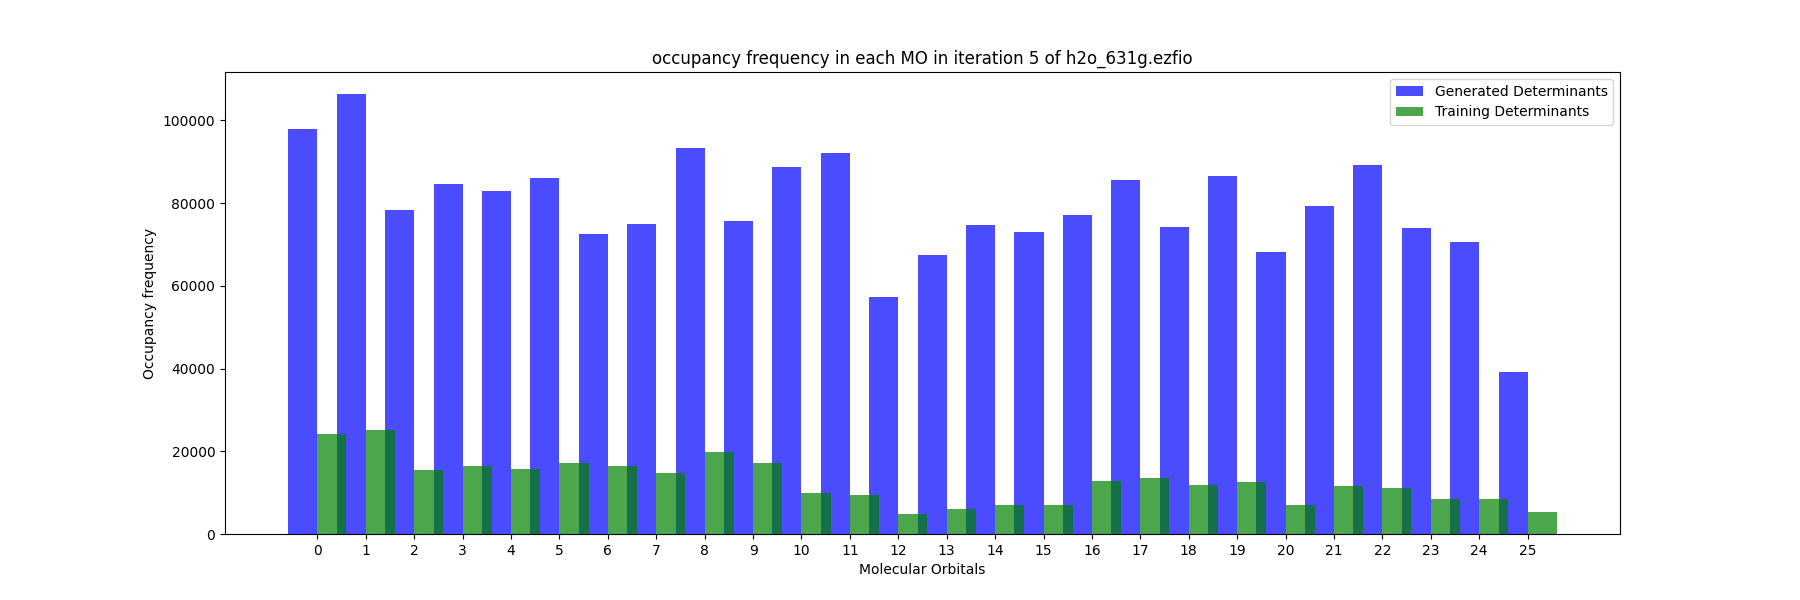 occupancy frequency in each MO in iteration 5 of h2o_631g.ezfio
Generated Determinants
Training Determinants
Occupancy frequency
100000
80000
60000
40000
20000
0
0 1 2 3 4 5 6 7 8 9 10 11 12 13 14 15 16 17 18 19 20 21 22 23 24 25
Molecular Orbitals